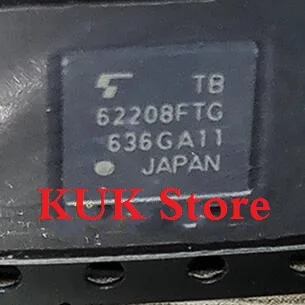 TB
62208FTG
636GA11
JAPAN
KUK Store